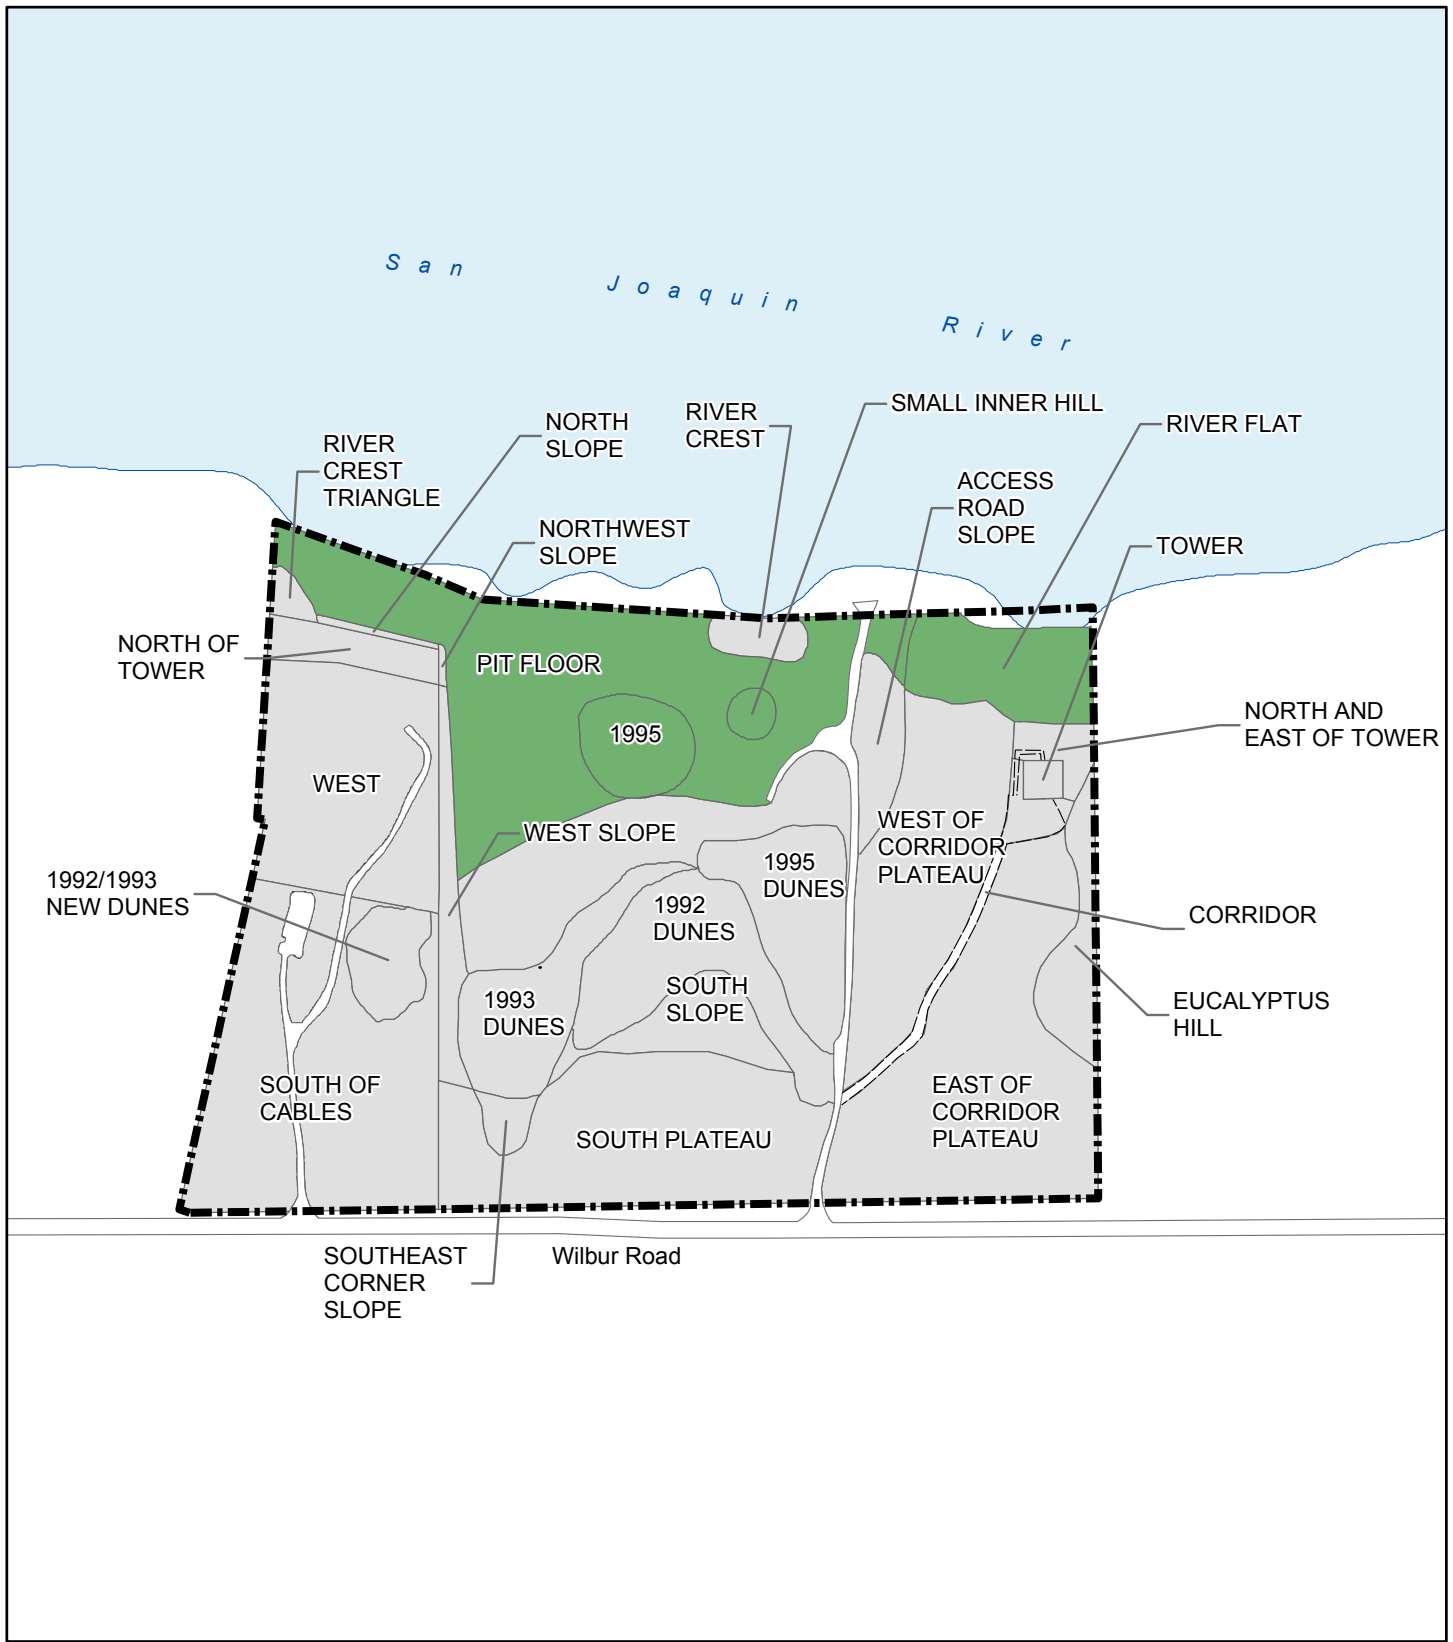 San Joaquin River
SMALL INNER HILL
RIVER
CREST
NORTH
SLOPE
RIVER FLAT
RIVER
CREST
TRIANGLE
ACCESS
ROAD
SLOPE
NORTHWEST
SLOPE
TOWER
NORTH OF
TOWER
PIT FLOOR
NORTH AND
EAST OF TOWER
1995
WEST
WEST SLOPE
WEST OF
CORRIDOR
PLATEAU
1995
DUNES
1992/1993
NEW DUNES
1992
DUNES
CORRIDOR
SOUTH
SLOPE
1993
DUNES
EUCALYPTUS
HILL
SOUTH OF
CABLES
EAST OF
CORRIDOR
PLATEAU
SOUTH PLATEAU
SOUTHEAST
CORNER
SLOPE
Wilbur Road